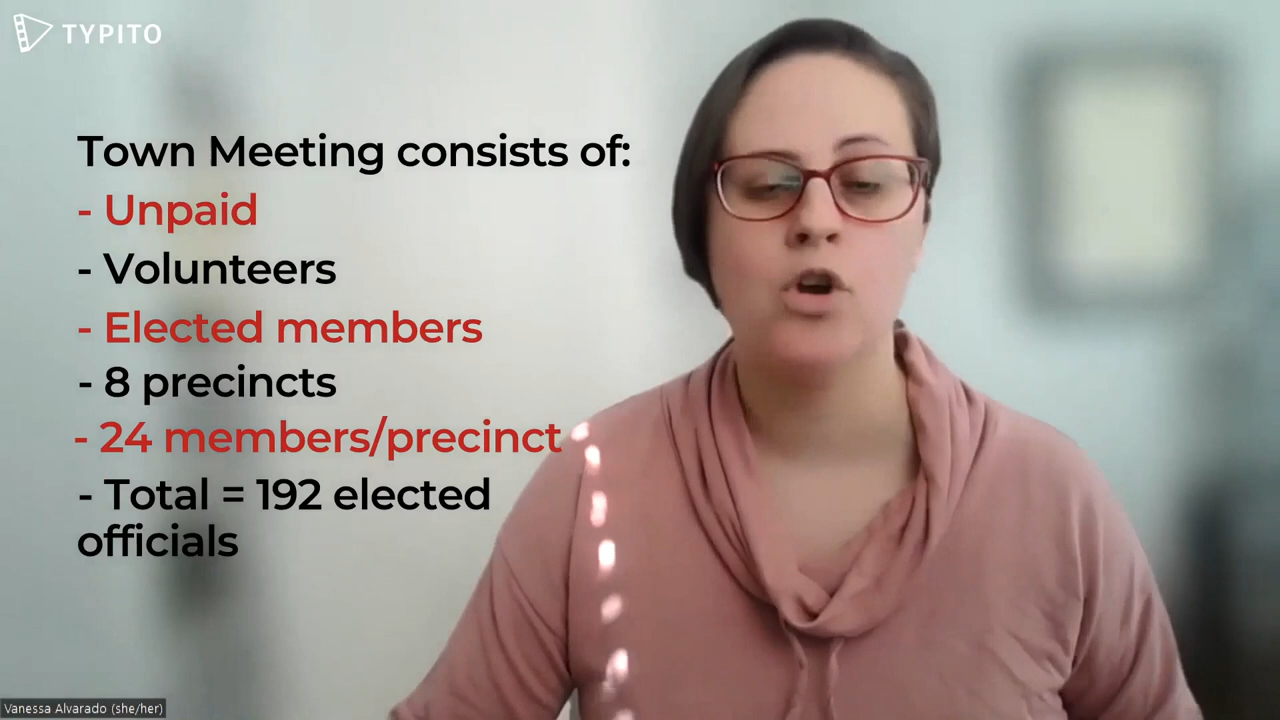 TYPITO
Town Meeting consists of:
- Unpaid
- Volunteers
- Elected members
- 8 precincts
- 24 members/precinct
- Total = 192 elected
officials
Vanessa Alvarado (she/her)